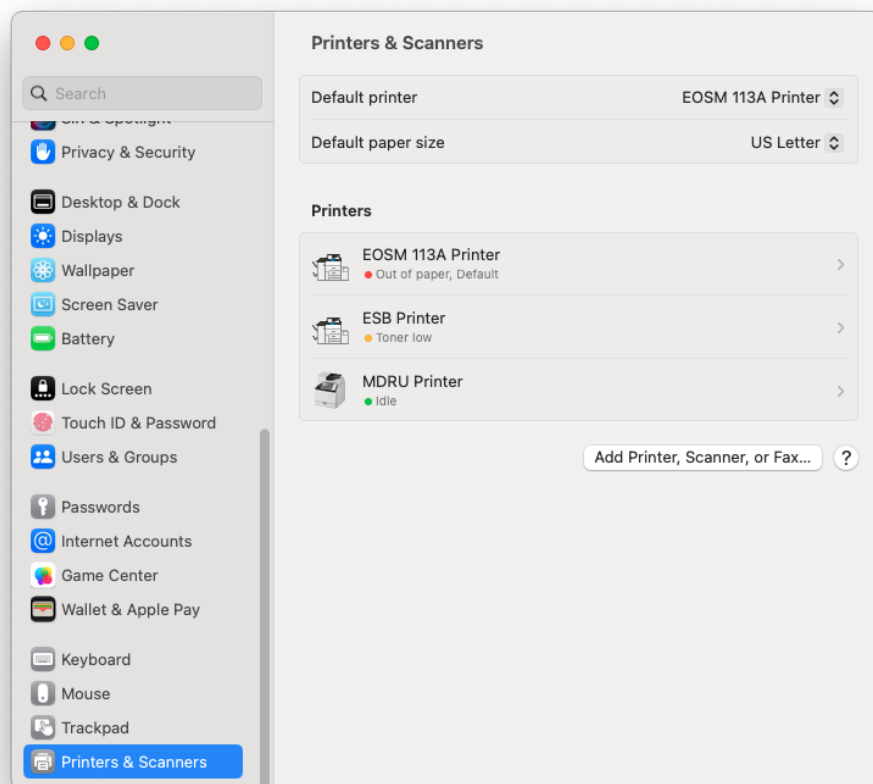 Search
Privacy & Security
Desktop & Dock
Displays
Wallpaper
Screen Saver
Battery
Lock Screen
Touch ID & Password
Users & Groups
Passwords
Internet Accounts
Game Center
Wallet & Apple Pay
Keyboard
Mouse
Trackpad
Printers & Scanners
Printers & Scanners
Default printer EOSM 113A Printer
Default paper size US Letter
Printers
EOSM 113A Printer
Out of paper, Default
ESB Printer
Toner low
MDRU Printer
Idle
Add Printer, Scanner, or Fax... ?